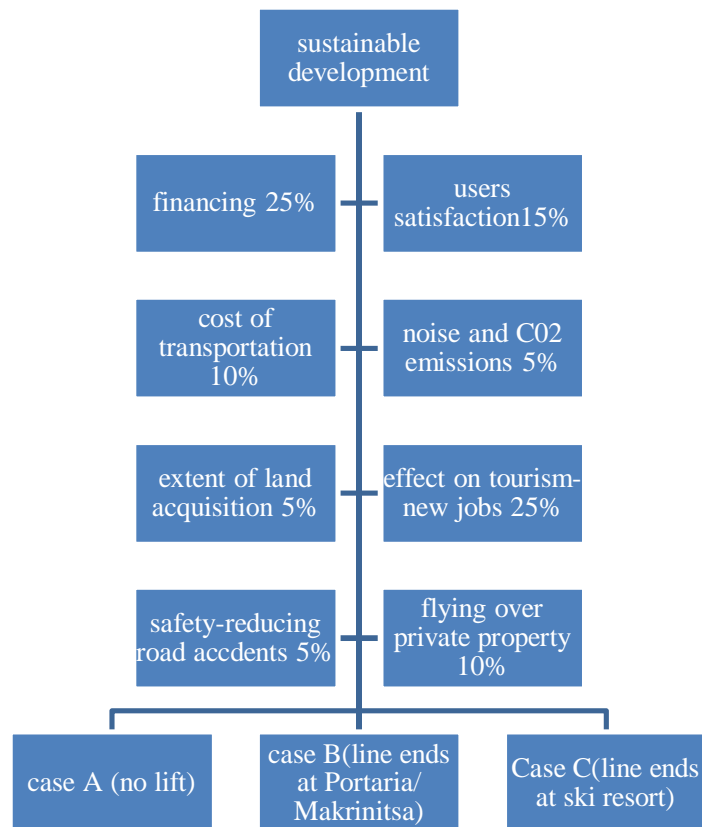 sustainable
development
financing 25%
users
satisfaction15%
cost of
transportation
10%
noise and C02
emissions 5%
extent of land
acquisition 5%
effect on tourism-
new jobs 25%
safety-reducing
road accdents 5%
flying over
private property
10%
case A (no lift)
case B(line ends
at Portaria/
Makrinitsa)
Case C(line ends
at ski resort)